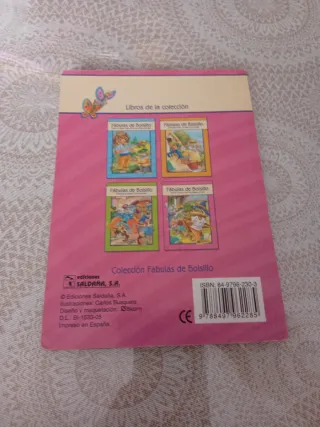 Libros de la colección
Fábulas de Bolsillo
Fábulas de Bolsillo
Fábulas de Bolsillo
Fábulas de Bolsillo
Colección Fábulas de Bolsillo
ediciones
SALDAÑA, S.A.
© Ediciones Saldaña, S.A.
Ilustraciones: Carlos Busquets
Diseño y maquetación:
Impreso en España
ISBN: 84-9796-230-3
CE